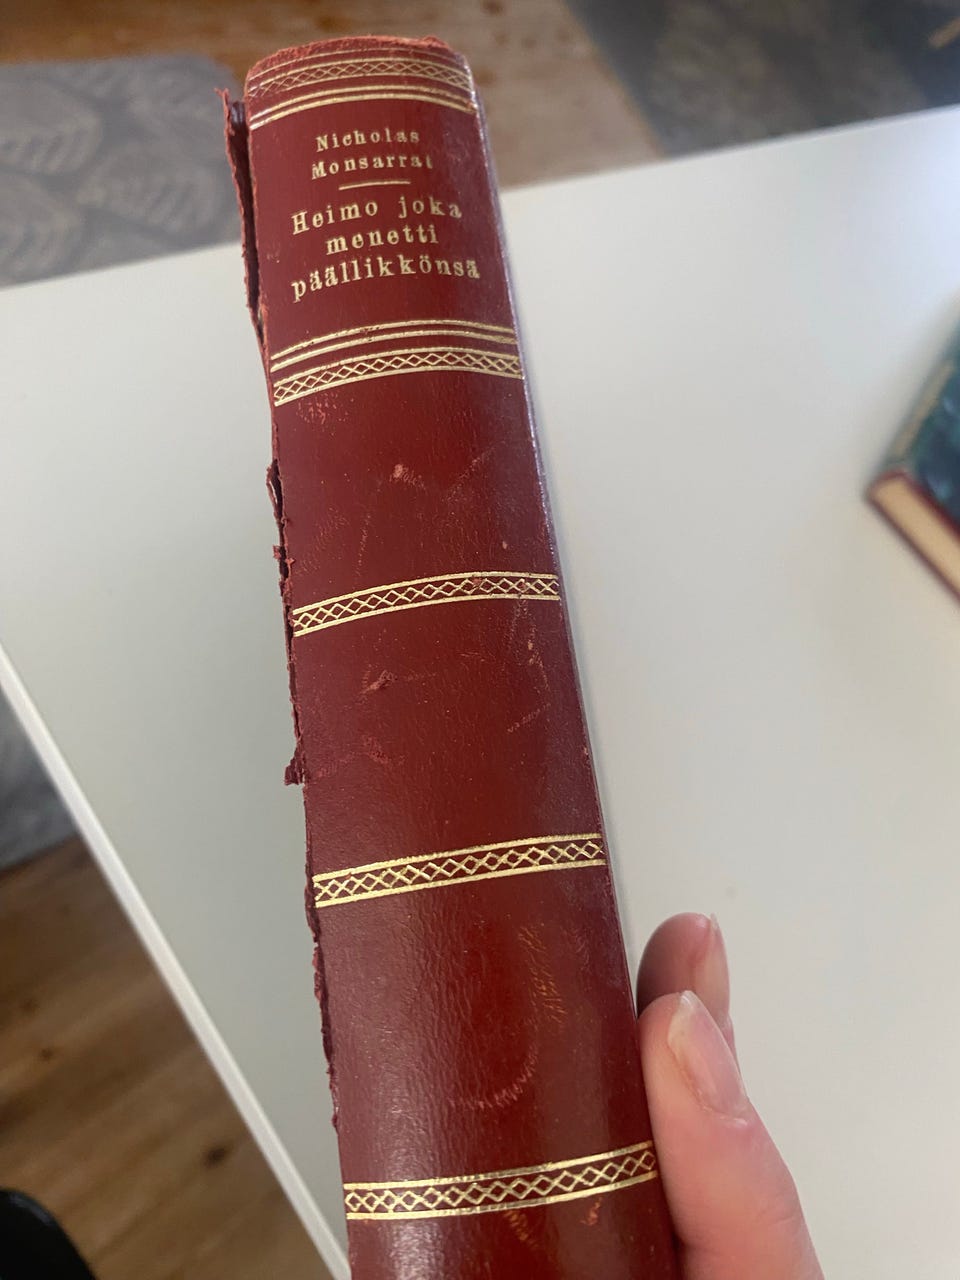 Nicholas
Monsarrat
Heimo joka
menetti
päällikkönsä